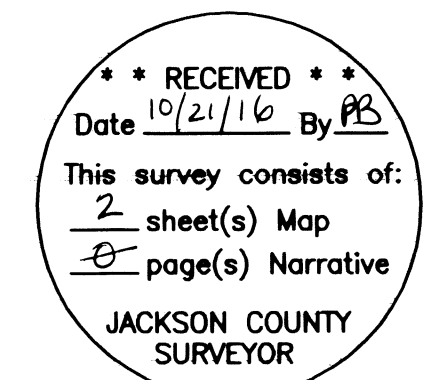 * * RECEIVED * *
Date 10/21/16 By PB
This survey consists of:
2 sheet(s) Map
0 page(s) Narrative
JACKSON COUNTY
SURVEYOR